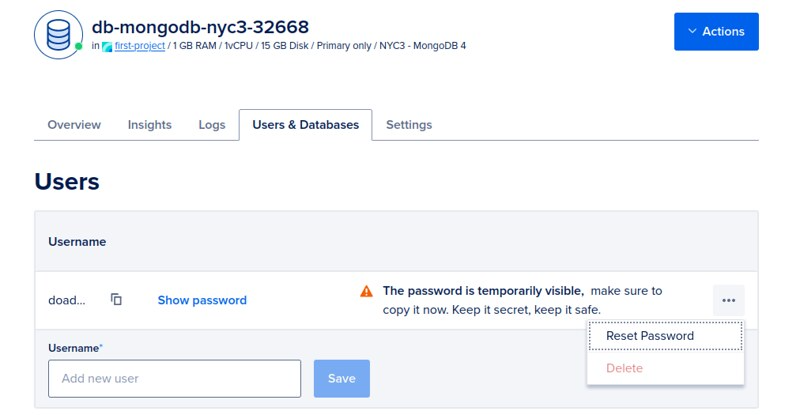 db-mongodb-nyc3-32668
in first-project / 1 GB RAM / 1vCPU / 15 GB Disk / Primary only / NYC3 - MongoDB 4
Actions
Overview Insights Logs Users & Databases Settings
Users
Username
doad... Show password
The password is temporarily visible, make sure to
copy it now. Keep it secret, keep it safe.
Reset Password
Delete
Username*
Add new user
Save